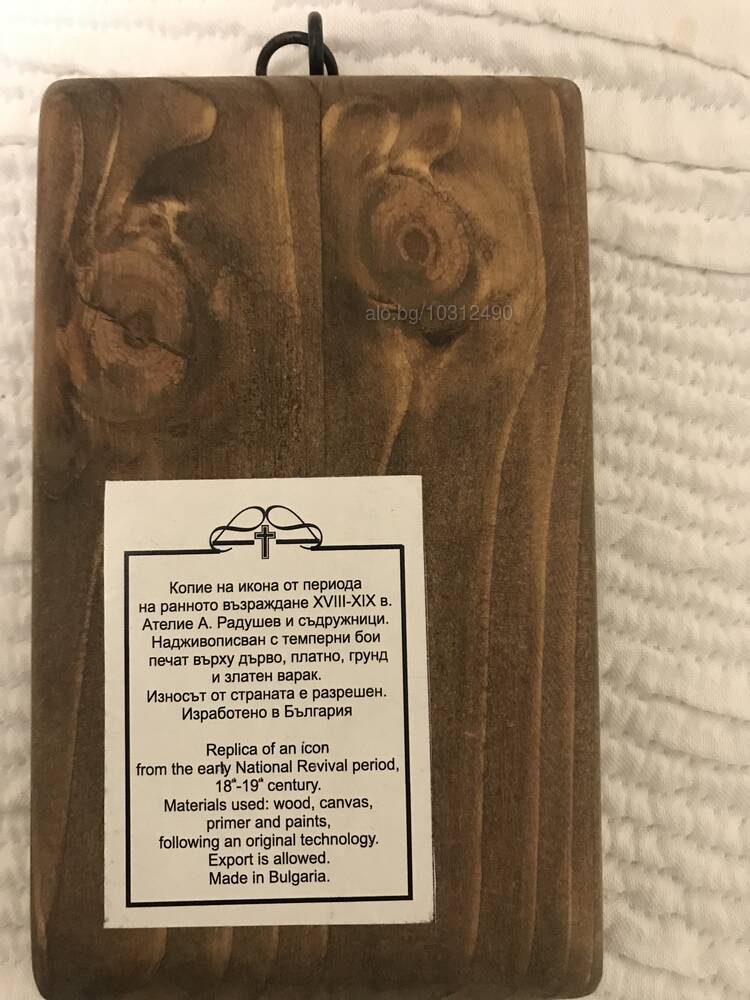 alo.bg/10312490
Копие на икона от периода
на ранното възраждане XVIII-XIX в.
Ателие А. Радушев и съдружници.
Надживописван с темперни бои
печат върху дърво, платно, грунд
и златен варак.
Износът от страната е разрешен.
Изработено в България
Replica of an icon
from the early National Revival period,
18th-19th century.
Materials used: wood, canvas,
primer and paints,
following an original technology.
Export is allowed.
Made in Bulgaria.